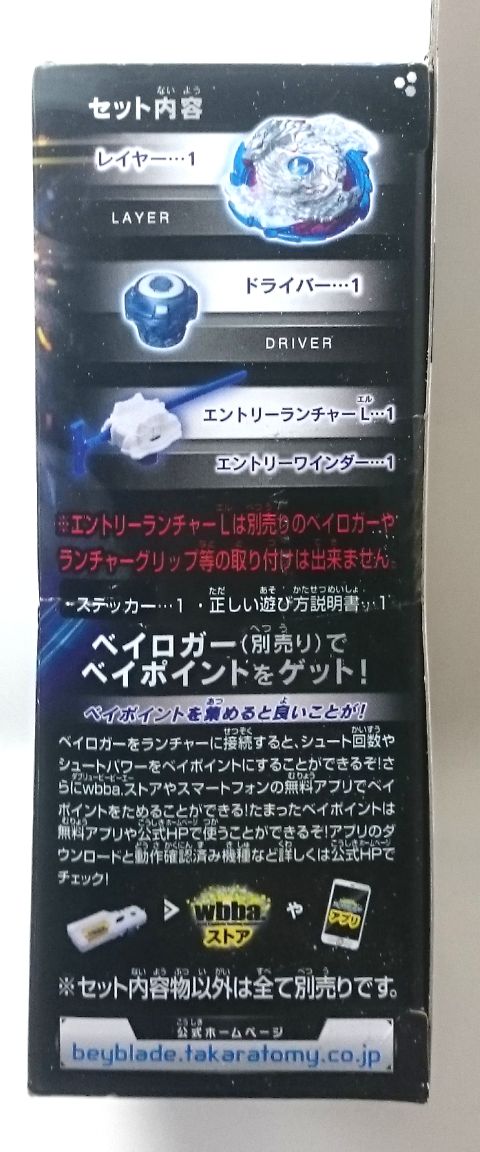 セット内容
レイヤー…1
LAYER
ドライバー…1
DRIVER
エントリーランチャーL…1
エントリーワインダー…1
※エントリーランチャーLは別売りのベイロガーや
ランチャーグリップ等の取り付けは出来ません。
・ステッカー…1 ・正しい遊び方説明書…1
ベイロガー(別売り)で
ベイポイントをゲット!
ベイポイントを集めると良いことが!
ベイロガーをランチャーに接続すると、シュート回数や
シュートパワーをベイポイントにすることができるぞ!さ
らにwbba.ストアやスマートフォンの無料アプリでベイ
ポイントをためることができる!たまったベイポイントは
無料アプリや公式HPで使うことができるぞ!アプリのダ
ウンロードと動作確認済み機種など詳しくは公式HPで
チェック!
> wbba. ストア や アプリ
※セット内容物以外は全て別売りです。
公式ホームページ
beyblade.takaratomy.co.jp